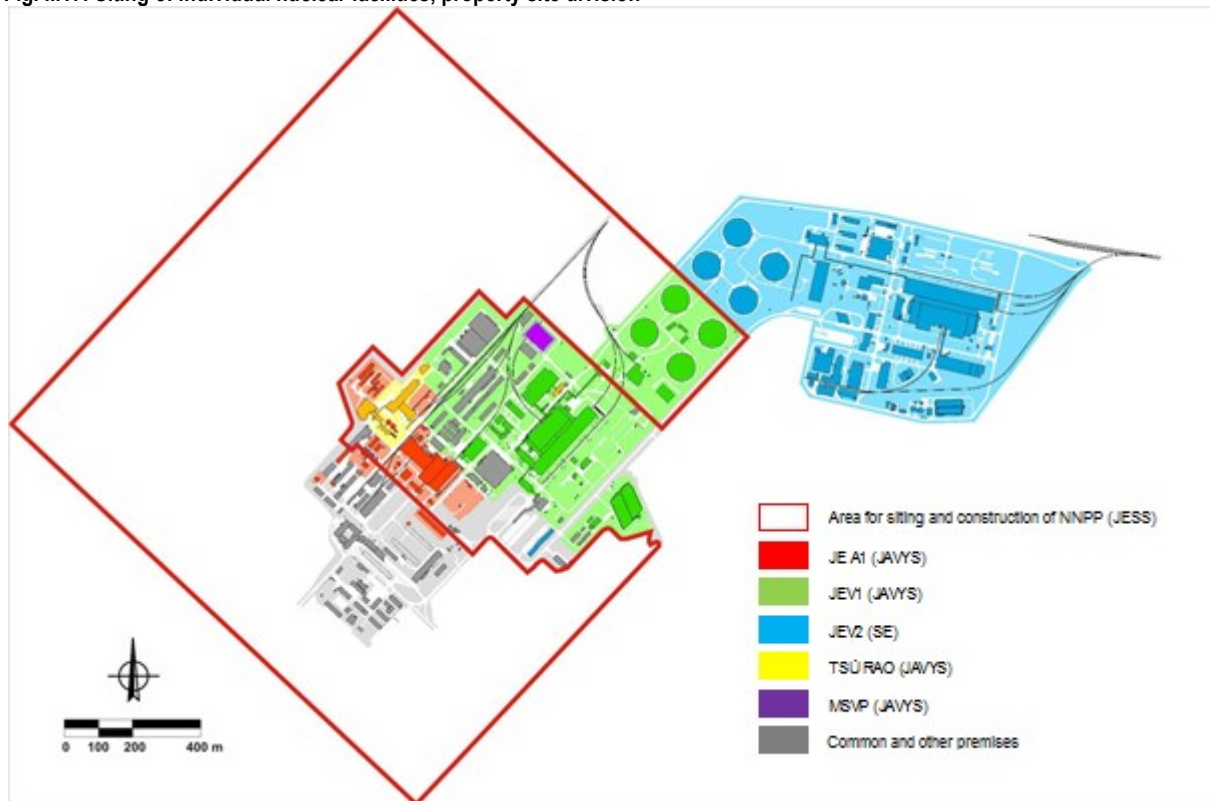 Area for siting and construction of NNPP (JESS)
JE A1 (JAVYS)
JEV1 (JAVYS)
JEV2 (SE)
TSÚ RAO (JAVYS)
MSVP (JAVYS)
Common and other premises
0 100 200 400 m